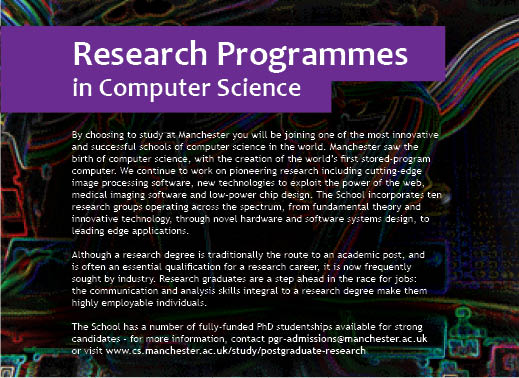 Research Programmes
in Computer Science
By choosing to study at Manchester you will be joining one of the most innovative
and successful schools of computer science in the world. Manchester saw the
birth of computer science, with the creation of the world's first stored-program
computer. We continue to work on pioneering research including cutting-edge
image processing software, new technologies to exploit the power of the web,
medical imaging software and low-power chip design. The School incorporates ten
research groups operating across the spectrum, from fundamental theory and
innovative technology, through novel hardware and software systems design, to
leading edge applications.
Although a research degree is traditionally the route to an academic post, and
is often an essential qualification for a research career, it is now frequently
sought by industry. Research graduates are a step ahead in the race for jobs:
the communication and analysis skills integral to a research degree make them
highly employable individuals.
The School has a number of fully-funded PhD studentships available for strong
candidates - for more information, contact pgr-admissions@manchester.ac.uk
or visit www.cs.manchester.ac.uk/study/postgraduate-research